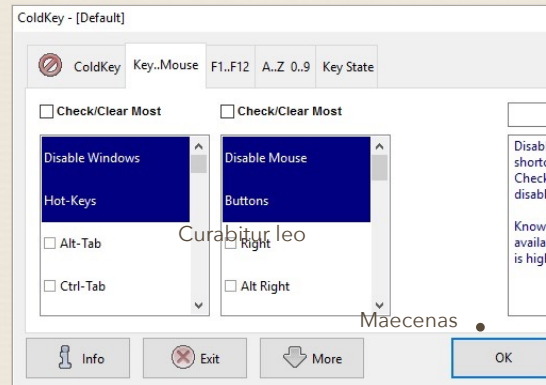 ColdKey - [Default]
ColdKey Key..Mouse F1..F12 A..Z 0..9 Key State
Check/Clear Most Check/Clear Most
Disable Windows
Hot-Keys
Alt-Tab
Ctrl-Tab
Disable Mouse
Buttons
Right
Alt Right
Curabitur leo
Maecenas
Info Exit More OK